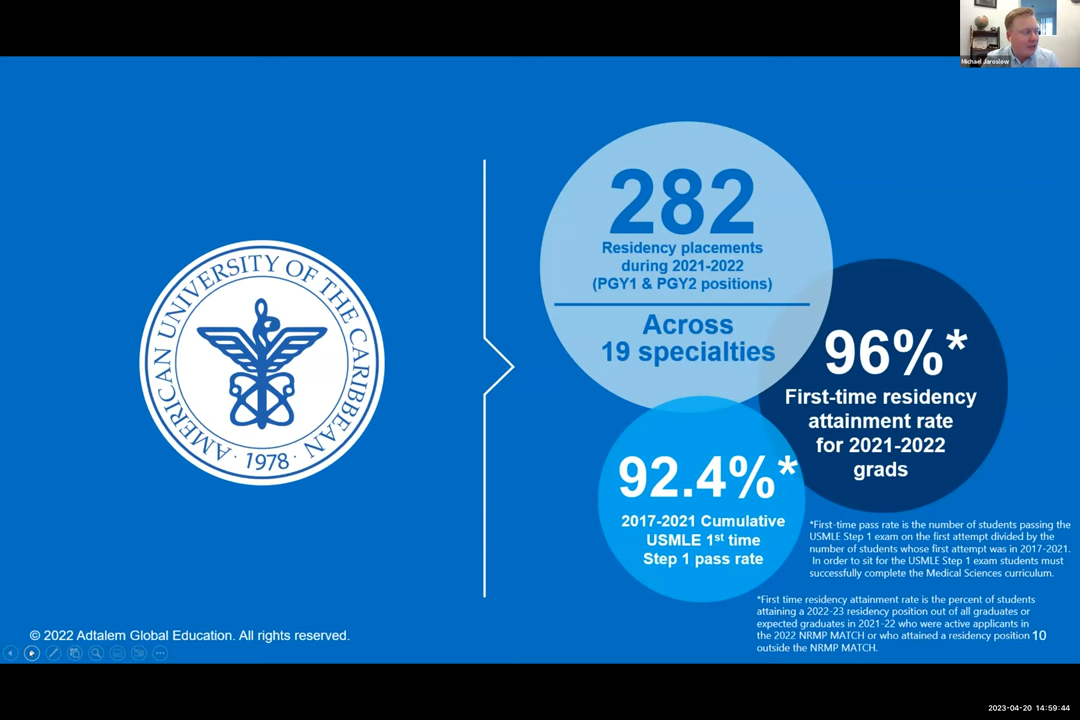 Michael Jaroslow
AMERICAN UNIVERSITY OF THE CARIBBEAN
· 1978 ·
282
Residency placements
during 2021-2022
(PGY1 & PGY2 positions)
Across
19 specialties
96%*
First-time residency
attainment rate
for 2021-2022
grads
92.4%*
2017-2021 Cumulative
USMLE 1st time
Step 1 pass rate
*First-time pass rate is the number of students passing the
USMLE Step 1 exam on the first attempt divided by the
number of students whose first attempt was in 2017-2021.
In order to sit for the USMLE Step 1 exam students must
successfully complete the Medical Sciences curriculum.
*First time residency attainment rate is the percent of students
attaining a 2022-23 residency position out of all graduates or
expected graduates in 2021-22 who were active applicants in
the 2022 NRMP MATCH or who attained a residency position
outside the NRMP MATCH.
10
© 2022 Adtalem Global Education. All rights reserved.
2023-04-20 14:59:44